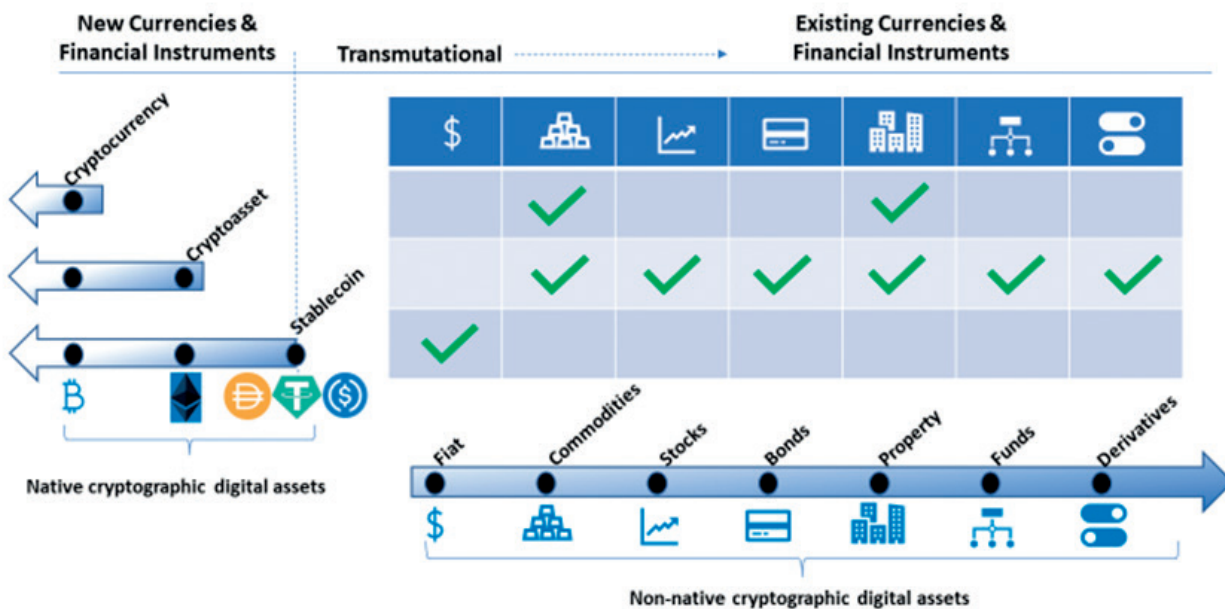 New Currencies &
Financial Instruments
Transmutational
Existing Currencies &
Financial Instruments
$
Cryptocurrency
Cryptoasset
Stablecoin
Native cryptographic digital assets
Fiat
Commodities
Stocks
Bonds
Property
Funds
Derivatives
$
Non-native cryptographic digital assets